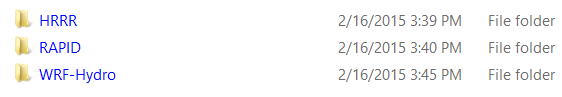 HRRR 2/16/2015 3:39 PM File folder
RAPID 2/16/2015 3:40 PM File folder
WRF-Hydro 2/16/2015 3:45 PM File folder